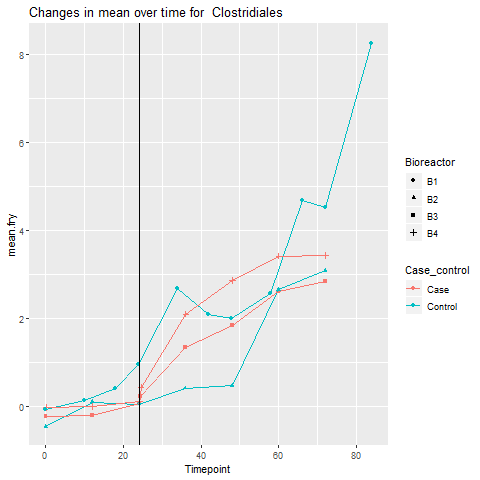 Changes in mean over time for  Clostridiales
mean.fry
8
6
4
2
0
0
20
40
60
80
Timepoint
Bioreactor
B1
B2
B3
B4
Case_control
Case
Control